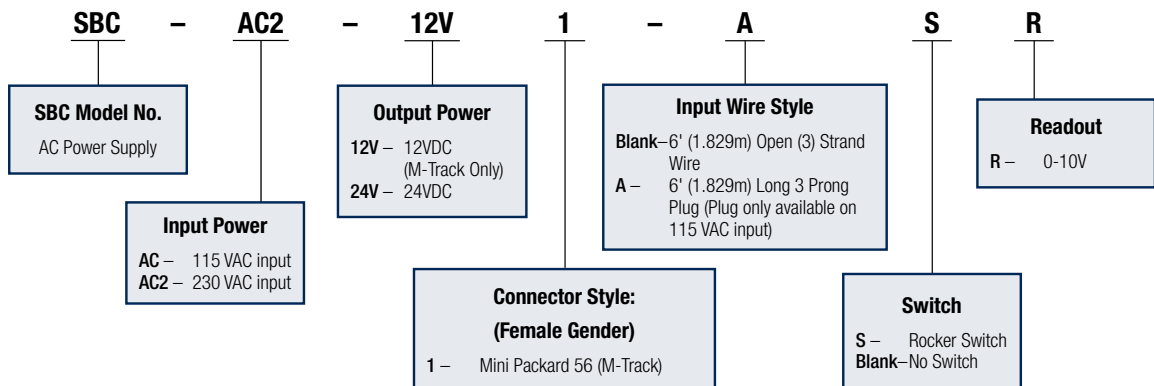 SBC – AC2 – 12V 1 – A S R
SBC Model No.
AC Power Supply
Input Power
AC – 115 VAC input
AC2 – 230 VAC input
Output Power
12V – 12VDC
(M-Track Only)
24V – 24VDC
Connector Style:
(Female Gender)
1 – Mini Packard 56 (M-Track)
Input Wire Style
Blank–6' (1.829m) Open (3) Strand
Wire
A – 6' (1.829m) Long 3 Prong
Plug (Plug only available on
115 VAC input)
Switch
S – Rocker Switch
Blank–No Switch
Readout
R – 0-10V